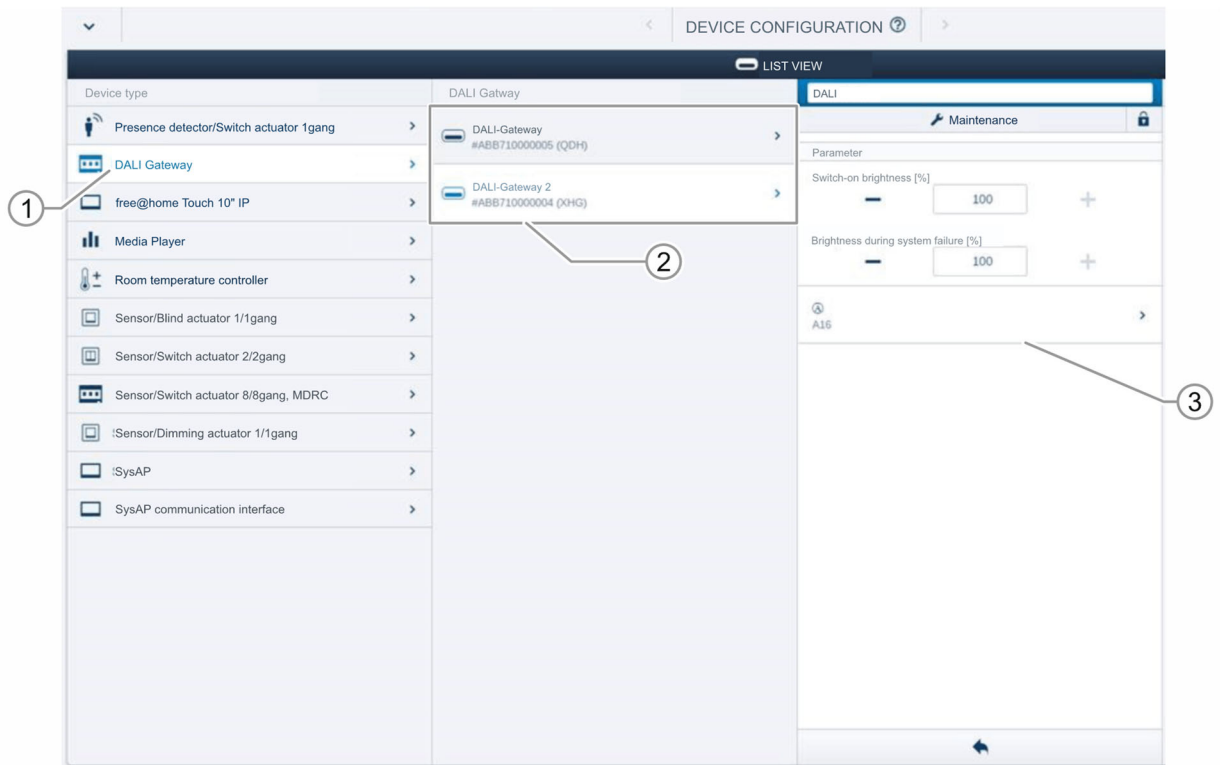 DEVICE CONFIGURATION ?
LIST VIEW
Device type
Presence detector/Switch actuator 1gang
DALI Gateway
free@home Touch 10" IP
Media Player
Room temperature controller
Sensor/Blind actuator 1/1gang
Sensor/Switch actuator 2/2gang
Sensor/Switch actuator 8/8gang, MDRC
Sensor/Dimming actuator 1/1gang
SysAP
SysAP communication interface
1
DALI Gatway
DALI-Gateway
#ABB710000005 (QDH)
DALI-Gateway 2
#ABB710000004 (XHG)
2
DALI
Maintenance
Parameter
Switch-on brightness [%]
− 100 +
Brightness during system failure [%]
− 100 +
A
A16
3